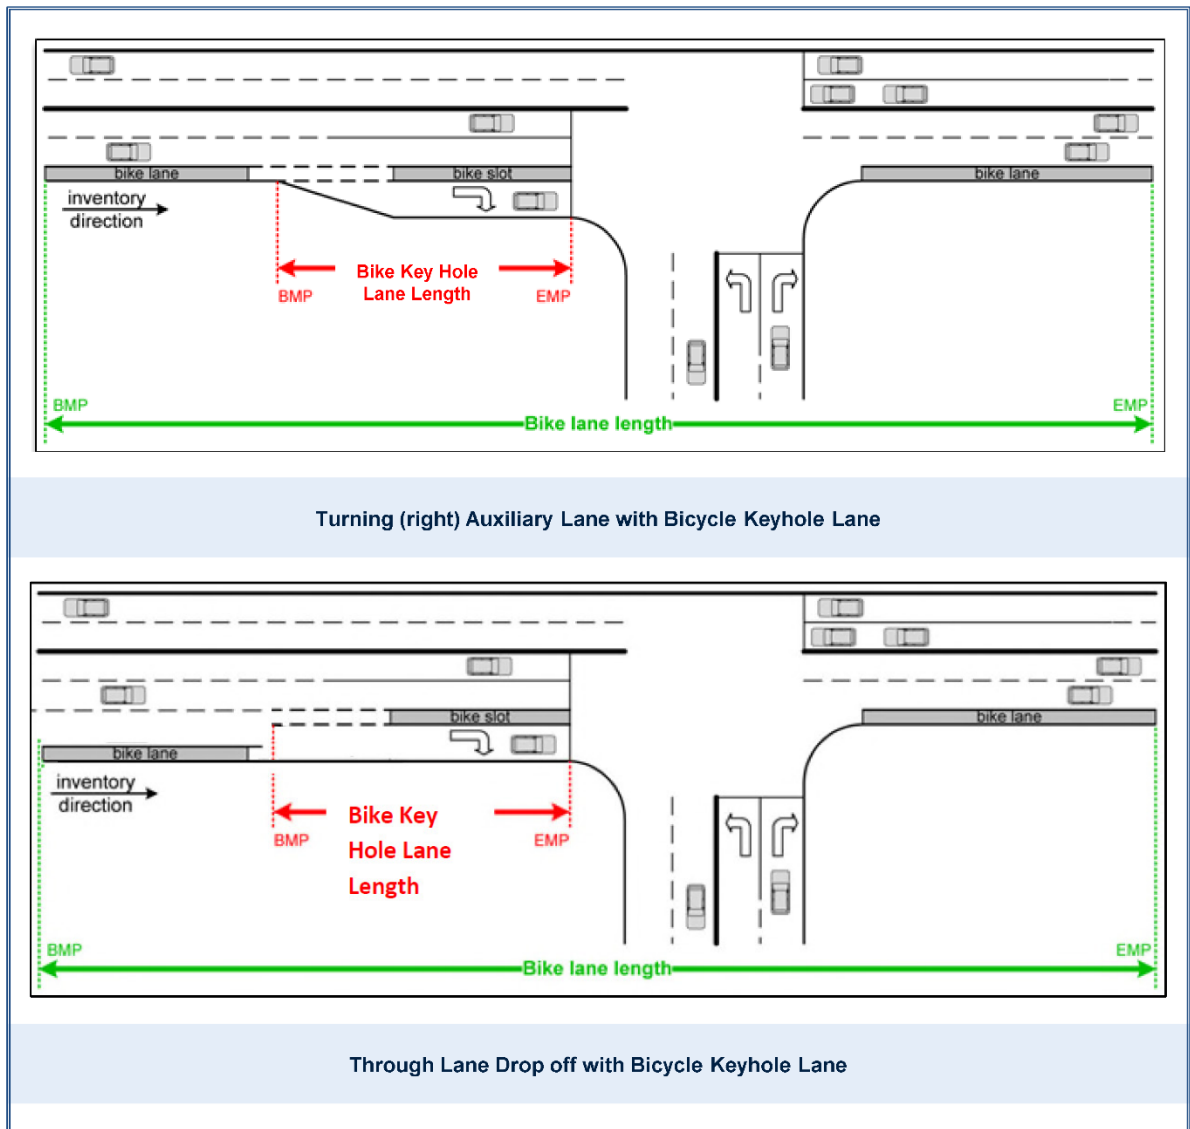 bike lane
bike slot
bike lane
inventory
direction
Bike Key Hole
Lane Length
BMP
EMP
BMP
EMP
Bike lane length
Turning (right) Auxiliary Lane with Bicycle Keyhole Lane
bike slot
bike lane
bike lane
inventory
direction
Bike Key
Hole Lane
Length
BMP
EMP
BMP
EMP
Bike lane length
Through Lane Drop off with Bicycle Keyhole Lane